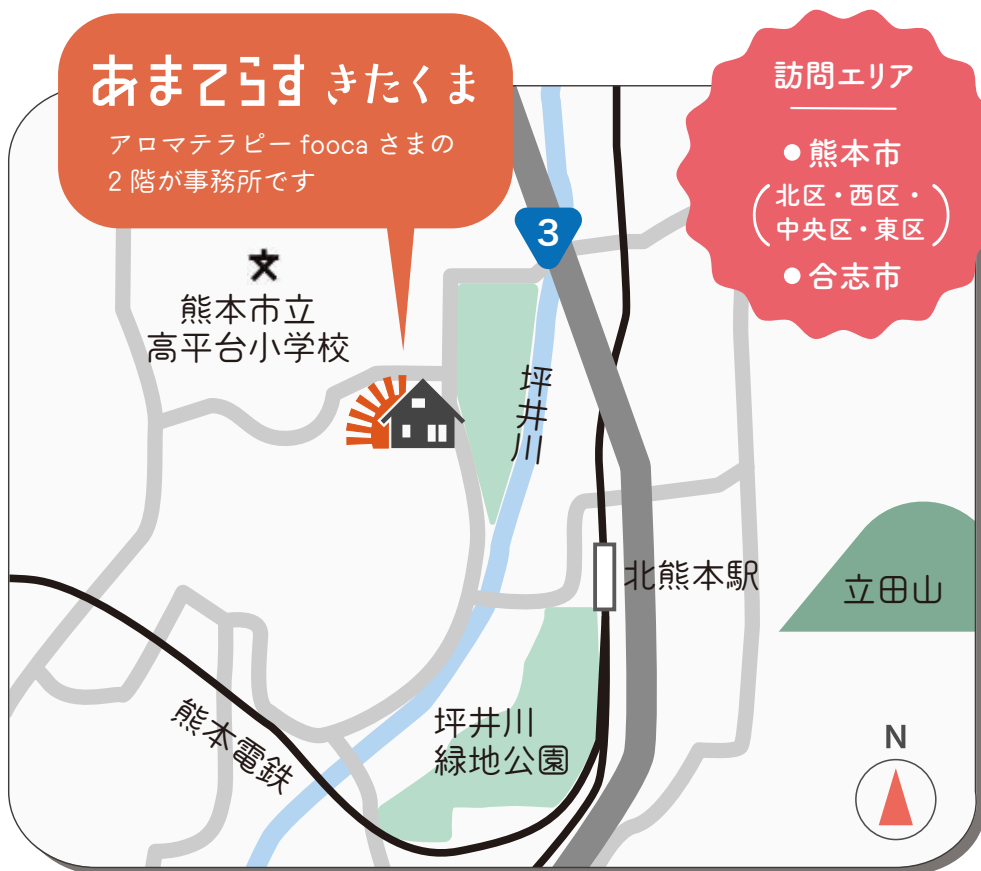 あまてらす きたくま
アロマテラピー fooca さまの
2 階が事務所です
訪問エリア
● 熊本市
（北区・西区・
中央区・東区）
● 合志市
3
文
熊本市立
高平台小学校
坪井川
北熊本駅
立田山
熊本電鉄
坪井川
緑地公園
N